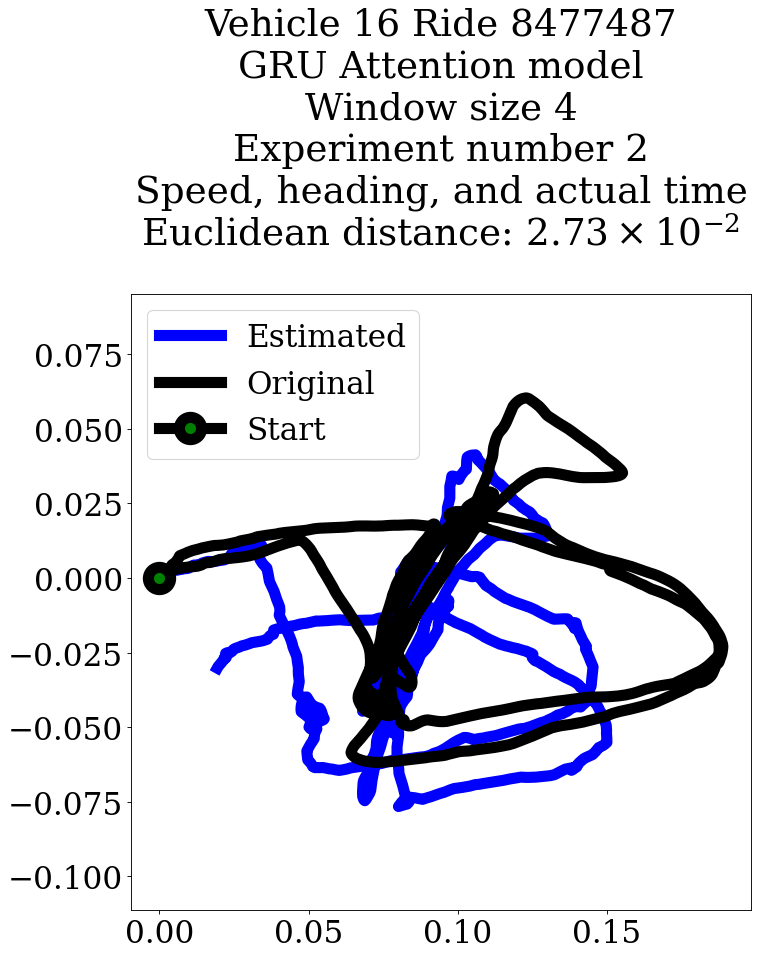 Vehicle 16 Ride 8477487
GRU Attention model
Window size 4
Experiment number 2
Speed, heading, and actual time
Euclidean distance: 2.73 × 10⁻²
Estimated
Original
Start
0.075
0.050
0.025
0.000
−0.025
−0.050
−0.075
−0.100
0.00 0.05 0.10 0.15